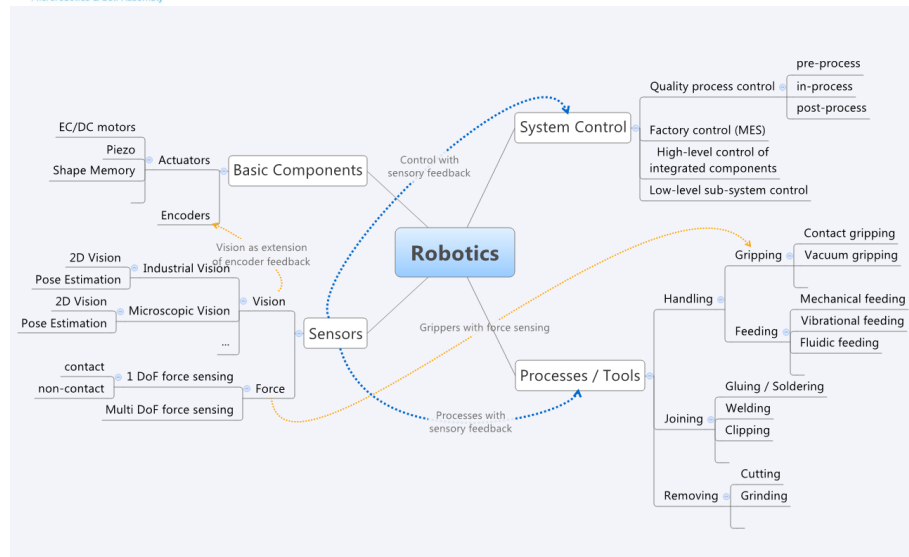 Robotics
Basic Components
Actuators
EC/DC motors
Piezo
Shape Memory
Encoders
Vision as extension
of encoder feedback
Sensors
Vision
Industrial Vision
2D Vision
Pose Estimation
Microscopic Vision
2D Vision
Pose Estimation
...
Force
1 DoF force sensing
contact
non-contact
Multi DoF force sensing
Control with
sensory feedback
Grippers with force sensing
Processes with
sensory feedback
System Control
Quality process control
pre-process
in-process
post-process
Factory control (MES)
High-level control of
integrated components
Low-level sub-system control
Processes / Tools
Handling
Gripping
Contact gripping
Vacuum gripping
Feeding
Mechanical feeding
Vibrational feeding
Fluidic feeding
Joining
Gluing / Soldering
Welding
Clipping
Removing
Cutting
Grinding